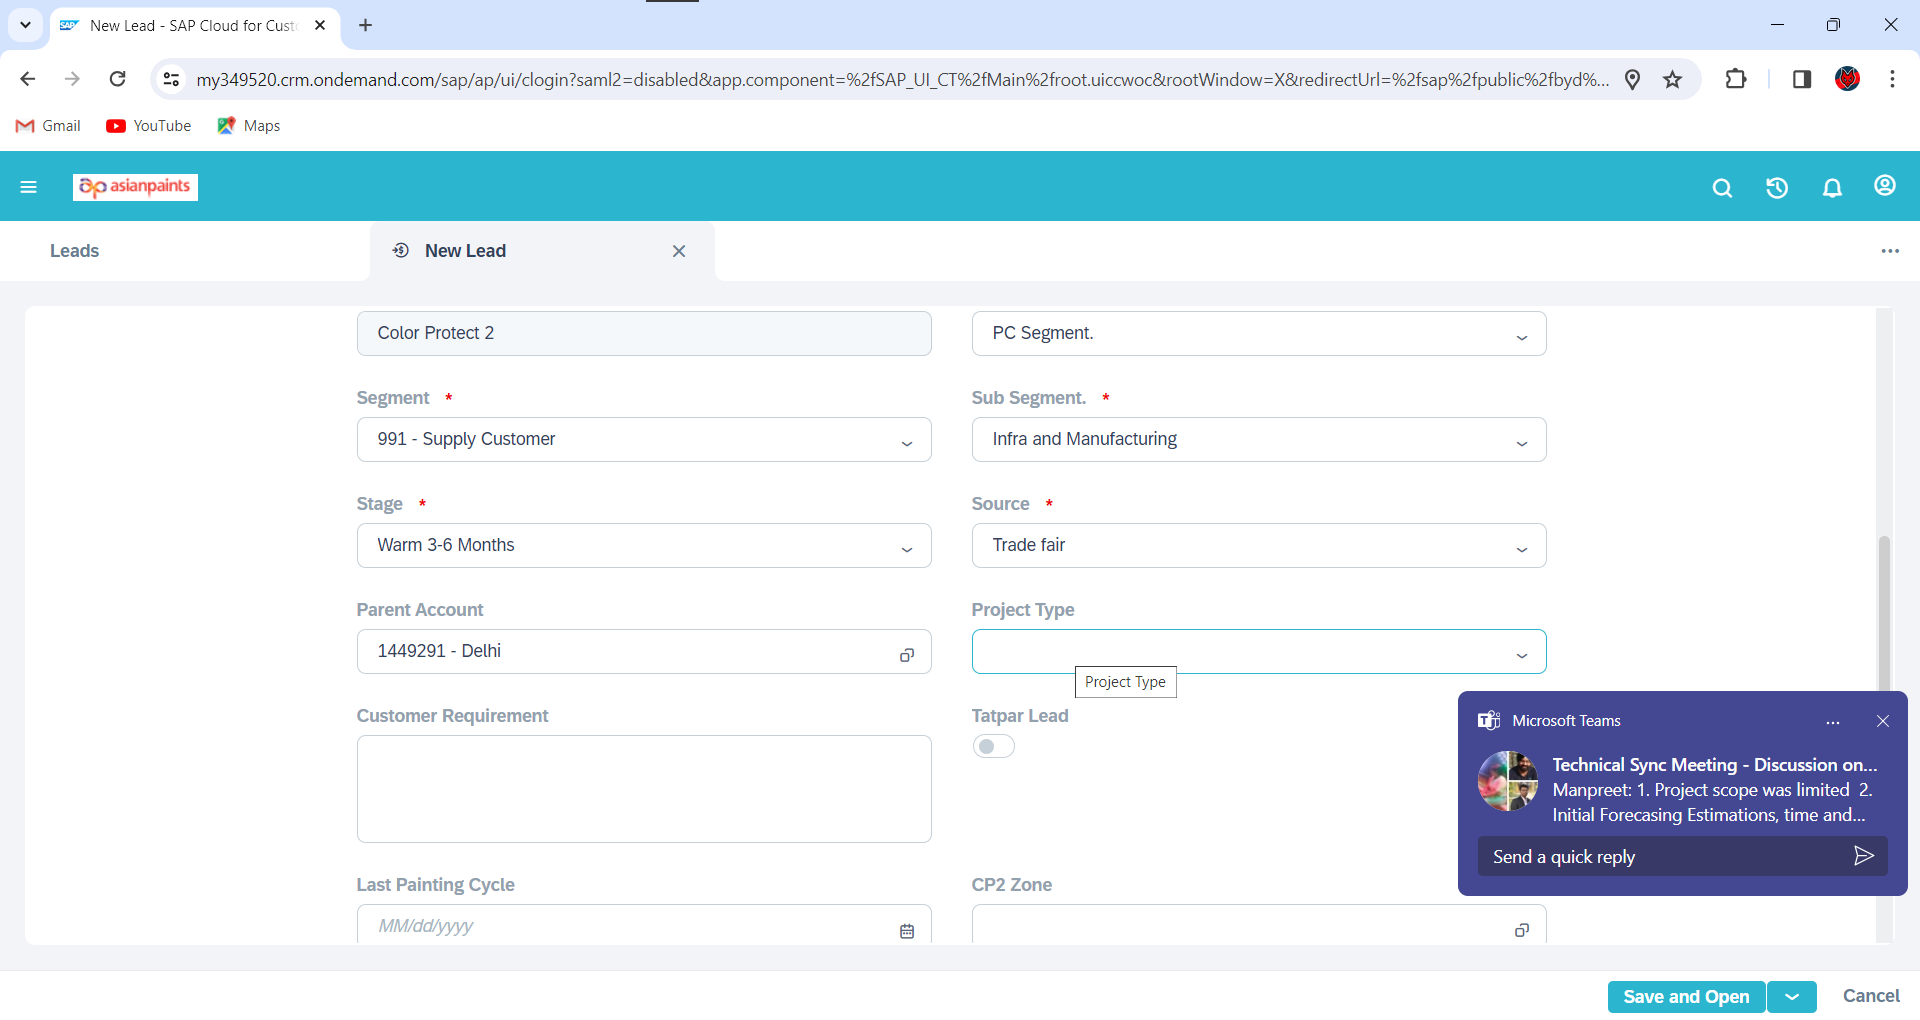 New Lead - SAP Cloud for Cust
my349520.crm.ondemand.com/sap/ap/ui/clogin?saml2=disabled&app.component=%2fSAP_UI_CT%2fMain%2froot.uiccwoc&rootWindow=X&redirectUrl=%2fsap%2fpublic%2fbyd%...
Gmail YouTube Maps
asianpaints
Leads New Lead
Color Protect 2 PC Segment.
Segment * Sub Segment. *
991 - Supply Customer Infra and Manufacturing
Stage * Source *
Warm 3-6 Months Trade fair
Parent Account Project Type
1449291 - Delhi
Project Type
Customer Requirement Tatpar Lead
Microsoft Teams
Technical Sync Meeting - Discussion on...
Manpreet: 1. Project scope was limited 2.
Initial Forecasing Estimations, time and...
Send a quick reply
Last Painting Cycle CP2 Zone
MM/dd/yyyy
Save and Open Cancel